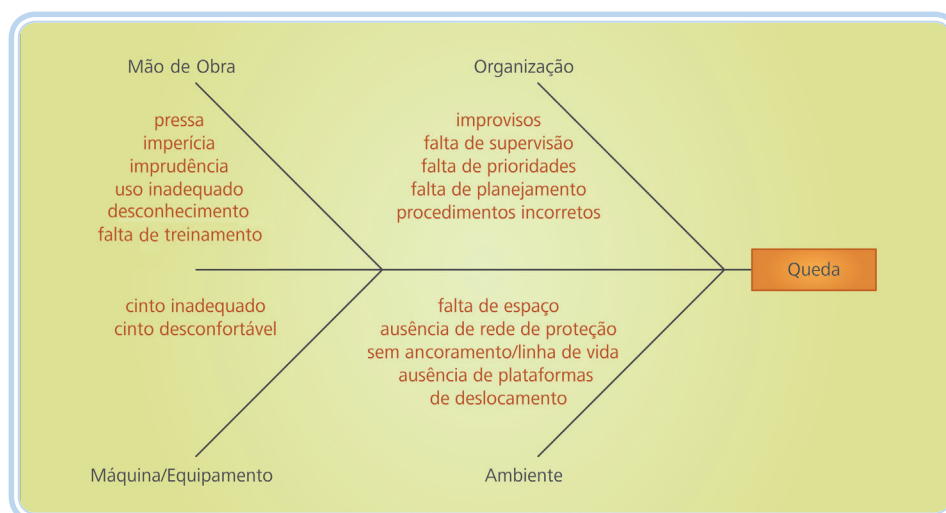 Mão de Obra
pressa
imperícia
imprudência
uso inadequado
desconhecimento
falta de treinamento
Organização
improvisos
falta de supervisão
falta de prioridades
falta de planejamento
procedimentos incorretos
Queda
cinto inadequado
cinto desconfortável
Máquina/Equipamento
falta de espaço
ausência de rede de proteção
sem ancoramento/linha de vida
ausência de plataformas
de deslocamento
Ambiente